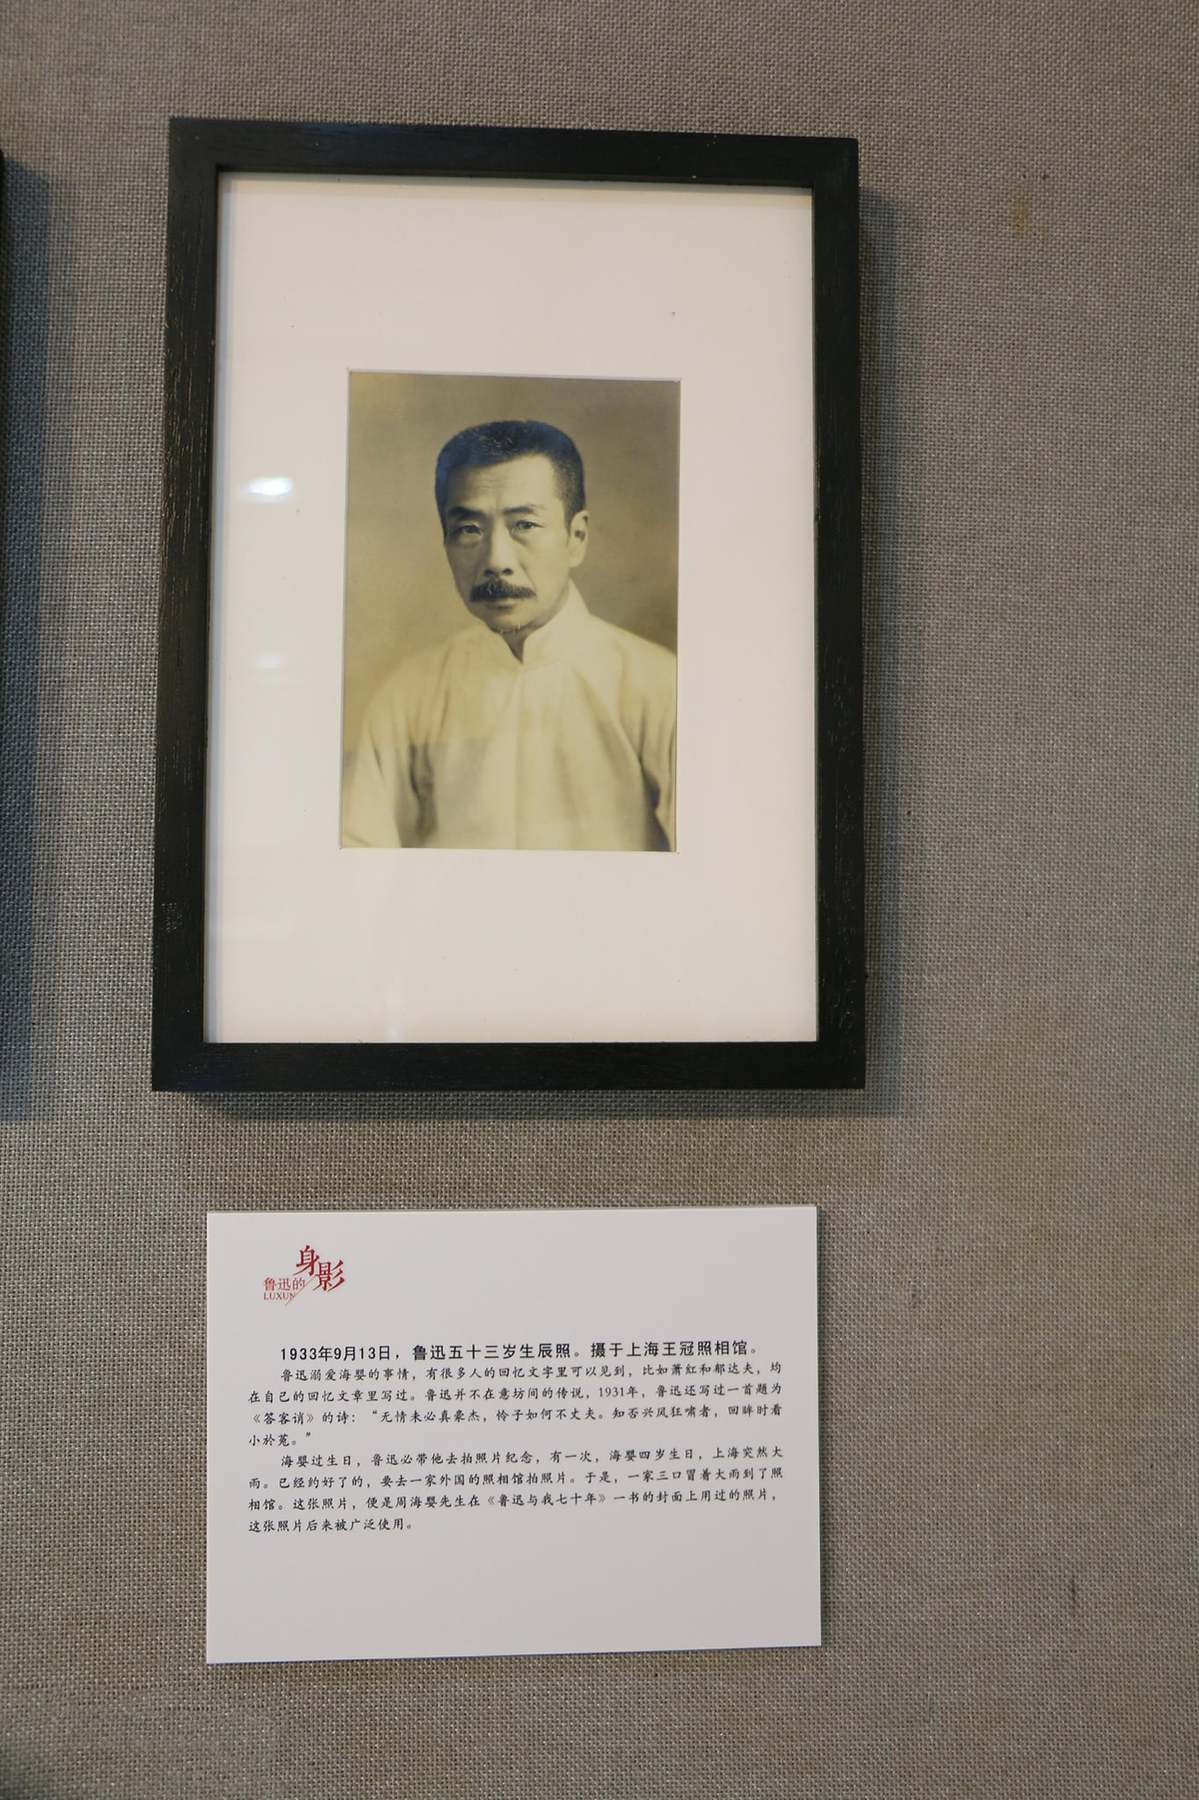 身影
鲁迅的
LUXUN
1933年9月13日，鲁迅五十三岁生辰照。摄于上海王冠照相馆。
鲁迅溺爱海婴的事情，有很多人的回忆文字里可以见到，比如萧红和郁达夫，均
在自己的回忆文章里写过。鲁迅并不在意坊间的传说，1931年，鲁迅还写过一首题为
《答客诮》的诗：“无情未必真豪杰，怜子如何不丈夫。知否兴风狂啸者，回眸时看
小於菟。”
海婴过生日，鲁迅必带他去拍照片纪念，有一次，海婴四岁生日，上海突然大
雨。已经约好了的，要去一家外国的照相馆拍照片。于是，一家三口冒着大雨到了照
相馆。这张照片，便是周海婴先生在《鲁迅与我七十年》一书的封面上用过的照片，
这张照片后来被广泛使用。